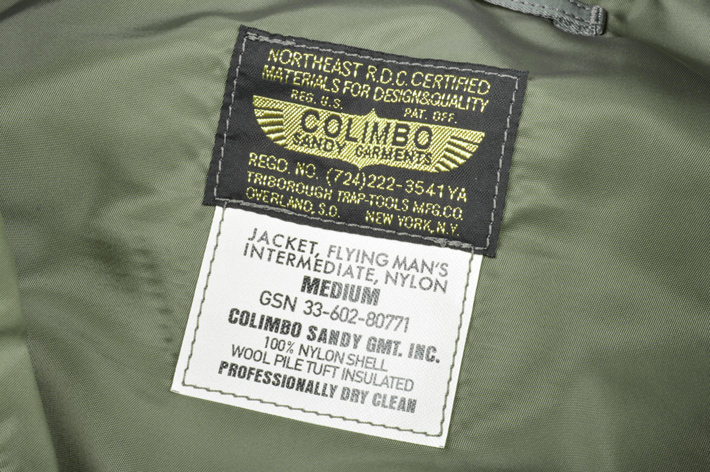 NORTHEAST R.D.C. CERTIFIED
MATERIALS FOR DESIGN&QUALITY
REG. U.S. PAT. OFF.
COLIMBO
SANDY GARMENTS
REGD. NO. (724)222-3541 YA
TRIBOROUGH TRAP-TOOLS MFG.CO.
OVERLAND, S.O. NEW YORK, N.Y.
JACKET, FLYING MAN'S
INTERMEDIATE, NYLON
MEDIUM
GSN 33-602-80771
COLIMBO SANDY GMT. INC.
100% NYLON SHELL
WOOL PILE TUFT INSULATED
PROFESSIONALLY DRY CLEAN